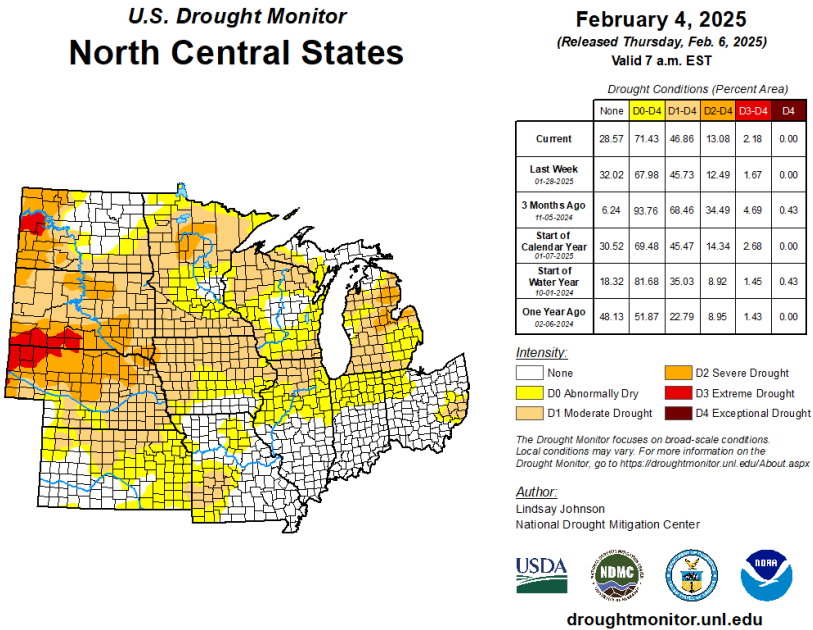 U.S. Drought Monitor
North Central States
February 4, 2025
(Released Thursday, Feb. 6, 2025)
Valid 7 a.m. EST
Drought Conditions (Percent Area)
None D0-D4 D1-D4 D2-D4 D3-D4 D4
Current 28.57 71.43 46.86 13.08 2.18 0.00
Last Week
01-28-2025
32.02 67.98 45.73 12.49 1.67 0.00
3 Months Ago
11-05-2024
6.24 93.76 68.46 34.49 4.69 0.43
Start of
Calendar Year
01-07-2025
30.52 69.48 45.47 14.34 2.68 0.00
Start of
Water Year
10-01-2024
18.32 81.68 35.03 8.92 1.45 0.43
One Year Ago
02-06-2024
48.13 51.87 22.79 8.95 1.43 0.00
Intensity:
None
D0 Abnormally Dry
D1 Moderate Drought
D2 Severe Drought
D3 Extreme Drought
D4 Exceptional Drought
The Drought Monitor focuses on broad-scale conditions.
Local conditions may vary. For more information on the
Drought Monitor, go to https://droughtmonitor.unl.edu/About.aspx
Author:
Lindsay Johnson
National Drought Mitigation Center
USDA
NDMC
NOAA
droughtmonitor.unl.edu